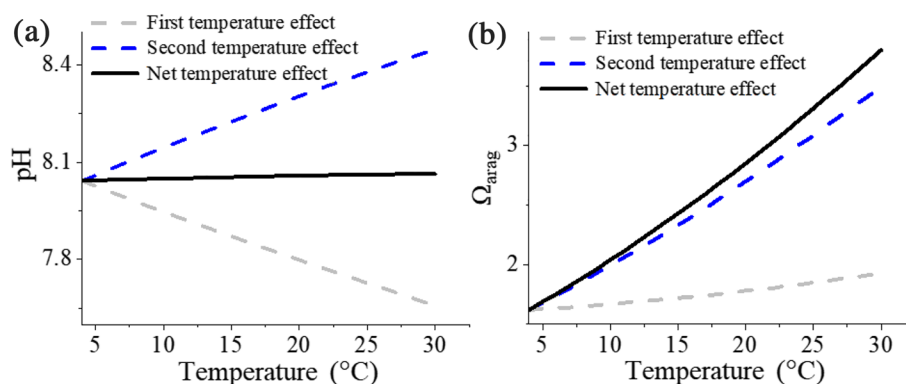 (a)
First temperature effect
Second temperature effect
Net temperature effect
8.4
8.1
7.8
pH
5 10 15 20 25 30
Temperature (°C)
(b)
First temperature effect
Second temperature effect
Net temperature effect
4
3
2
Ωarag
5 10 15 20 25 30
Temperature (°C)